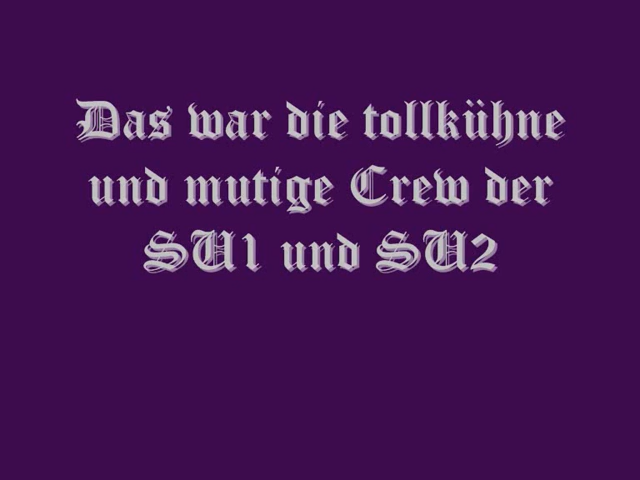 Das war die tollkühne
und mutige Crew der
SU1 und SU2